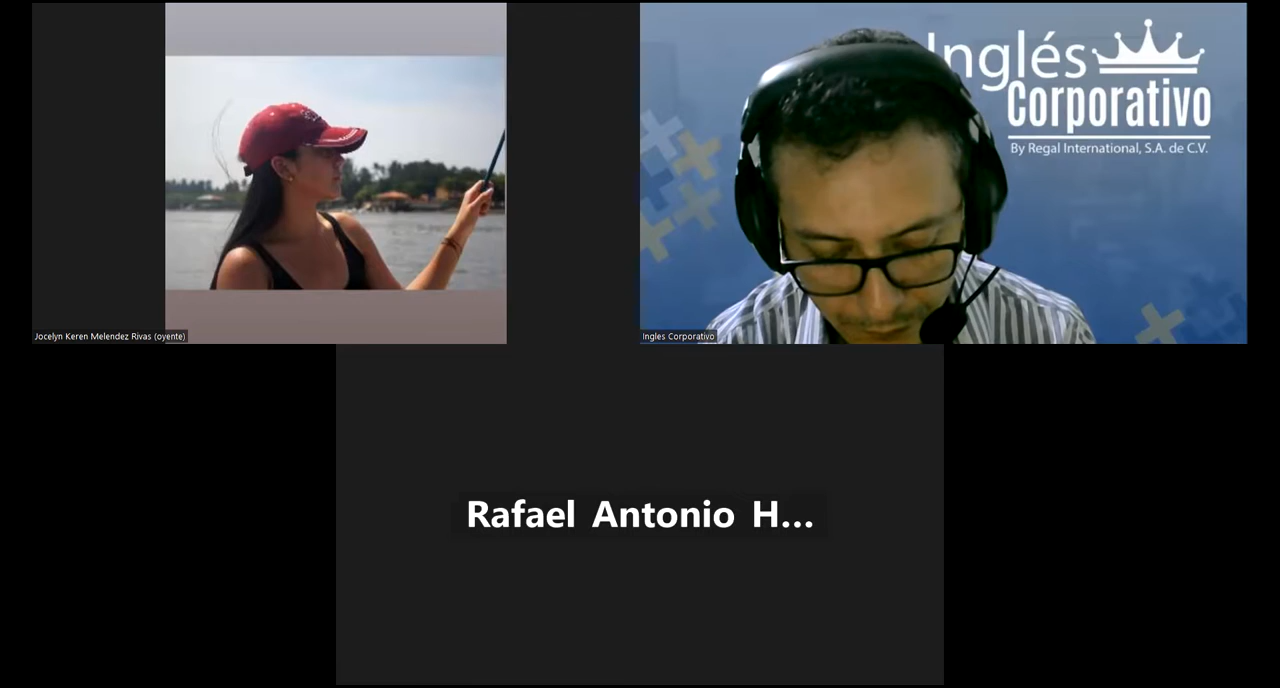 Inglés
Corporativo
By Regal International, S.A. de C.V.
Jocelyn Keren Melendez Rivas (oyente)
Ingles Corporativo
Rafael Antonio H...